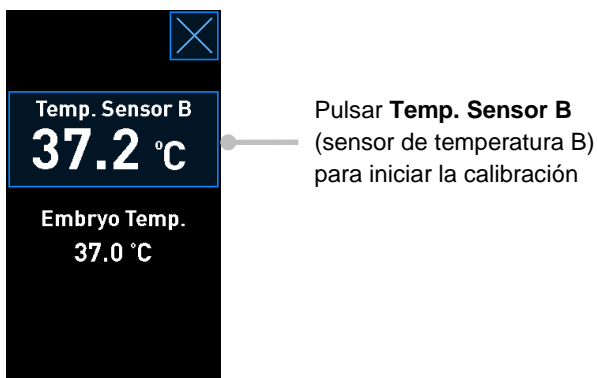 Temp. Sensor B
37.2 °C
Embryo Temp.
37.0 °C
Pulsar Temp. Sensor B
(sensor de temperatura B)
para iniciar la calibración